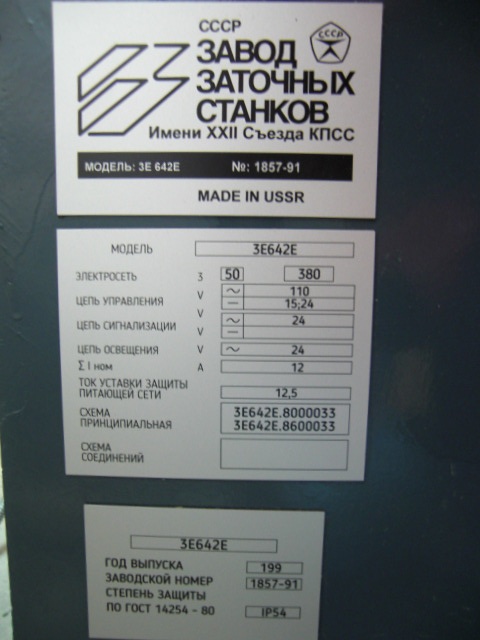 СССР
ЗАВОД
ЗАТОЧНЫХ
СТАНКОВ
Имени XXII Съезда КПСС
СССР
МОДЕЛЬ: 3Е 642Е №: 1857-91
MADE IN USSR
МОДЕЛЬ 3Е642Е
ЭЛЕКТРОСЕТЬ 3 50 380
ЦЕПЬ УПРАВЛЕНИЯ V ~ 110
V — 15;24
ЦЕПЬ СИГНАЛИЗАЦИИ V ~ 24
V —
ЦЕПЬ ОСВЕЩЕНИЯ V ~ 24
Σ I ном А 12
ТОК УСТАВКИ ЗАЩИТЫ
ПИТАЮЩЕЙ СЕТИ 12,5
СХЕМА 3Е642Е.8000033
ПРИНЦИПИАЛЬНАЯ 3Е642Е.8600033
СХЕМА
СОЕДИНЕНИЙ
3Е642Е
ГОД ВЫПУСКА 199
ЗАВОДСКОЙ НОМЕР 1857-91
СТЕПЕНЬ ЗАЩИТЫ
ПО ГОСТ 14254 - 80 IP54